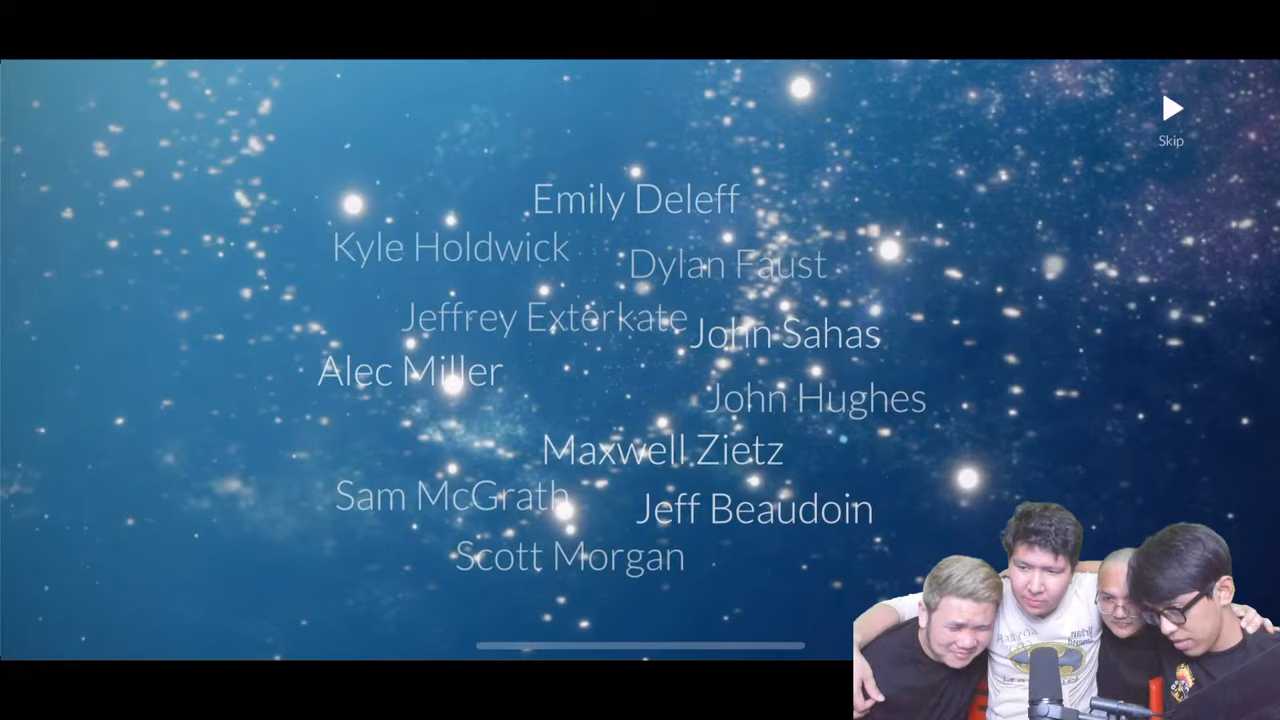 Skip
Emily Deleff
Kyle Holdwick
Dylan Faust
Jeffrey Exterkate
John Sahas
Alec Miller
John Hughes
Maxwell Zietz
Sam McGrath
Jeff Beaudoin
Scott Morgan